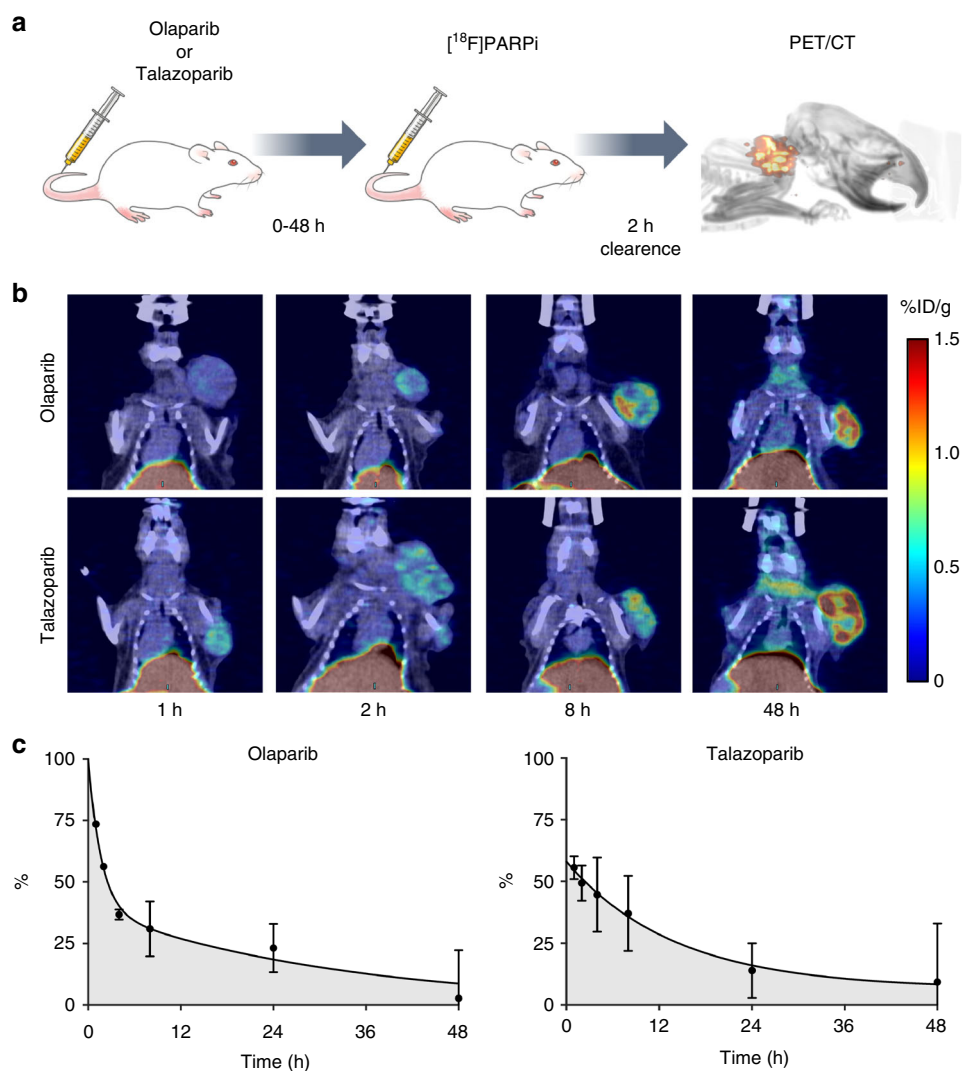 a
Olaparib
or
Talazoparib
[¹⁸F]PARPi
PET/CT
0-48 h
2 h
clearence
b
%ID/g
Olaparib
Talazoparib
1.5
1.0
0.5
0
1 h
2 h
8 h
48 h
c
Olaparib
100
75
50
25
0
%
0
12
24
36
48
Time (h)
Talazoparib
100
75
50
25
0
%
0
12
24
36
48
Time (h)